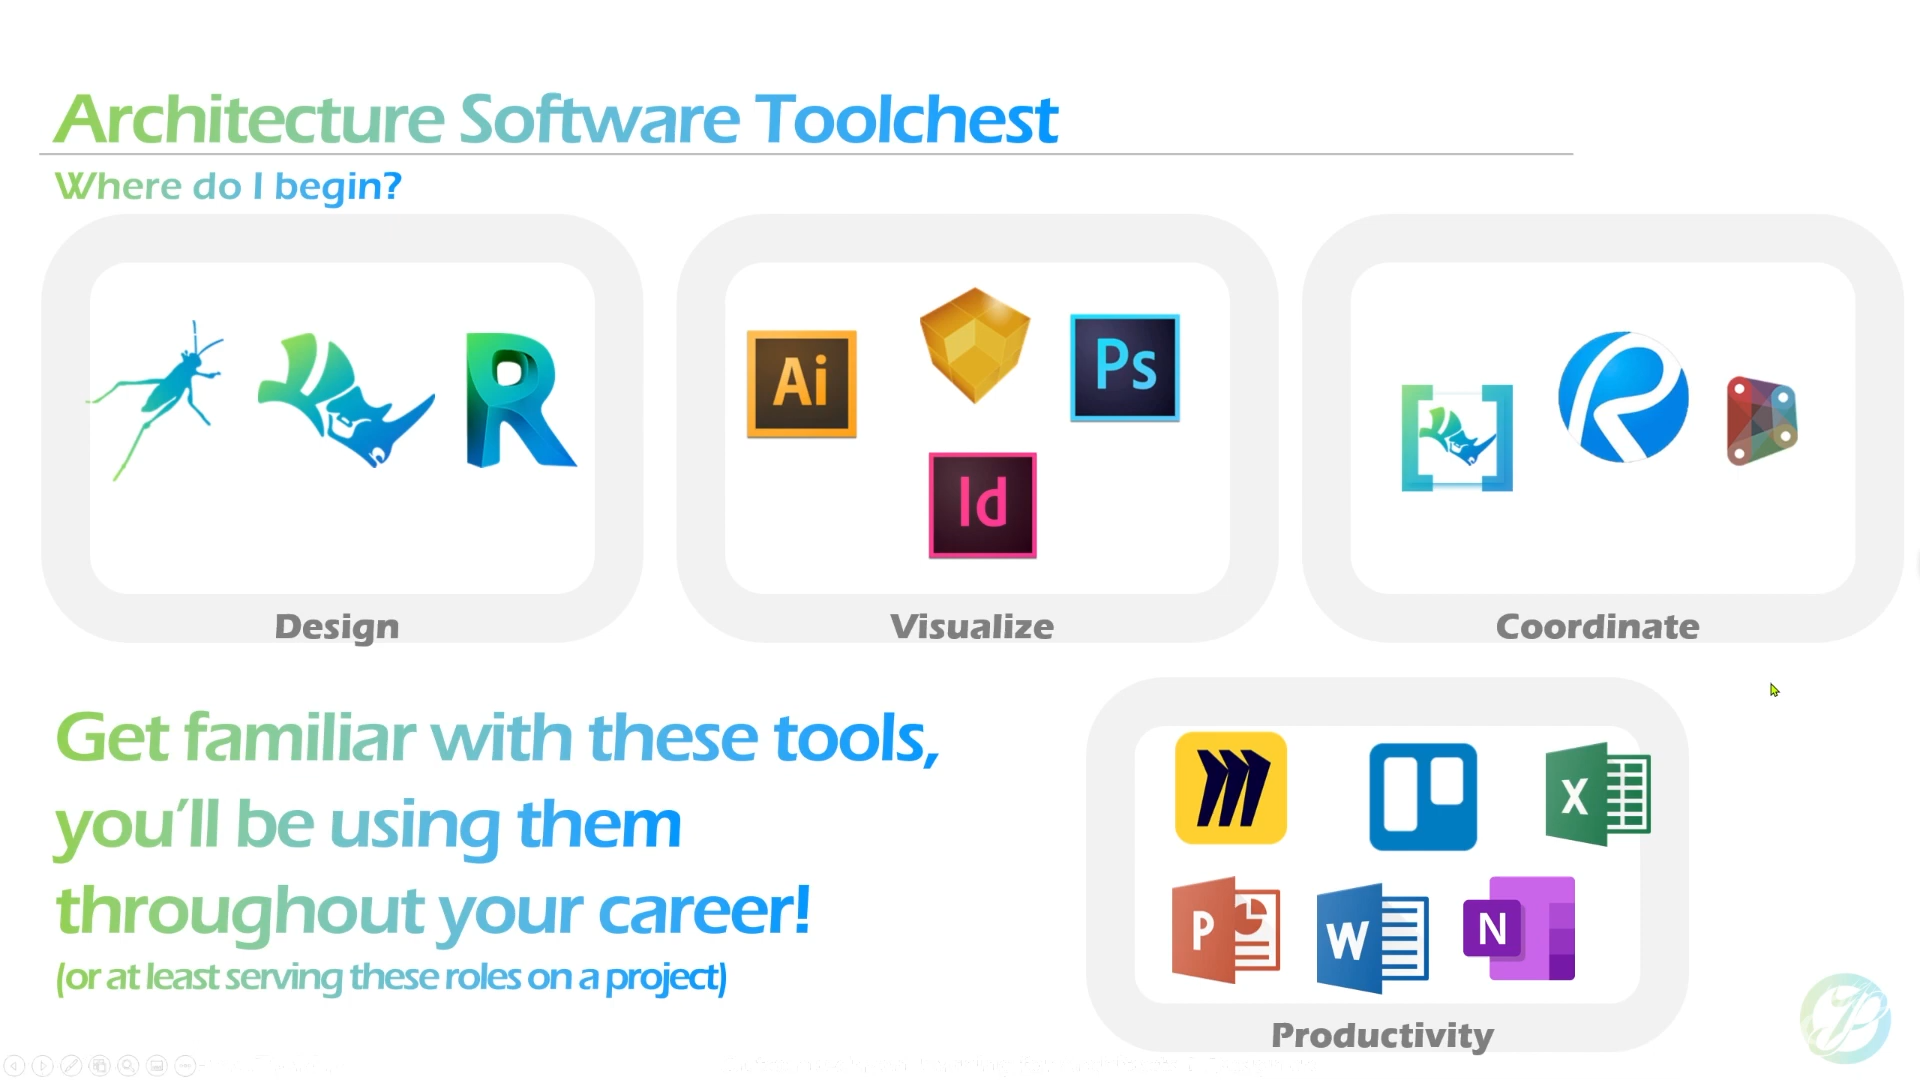 Architecture Software Toolchest
Where do I begin?
Ai
Ps
Id
Design
Visualize
Coordinate
Get familiar with these tools,
you'll be using them
throughout your career!
(or at least serving these roles on a project)
X
P
W
N
Productivity